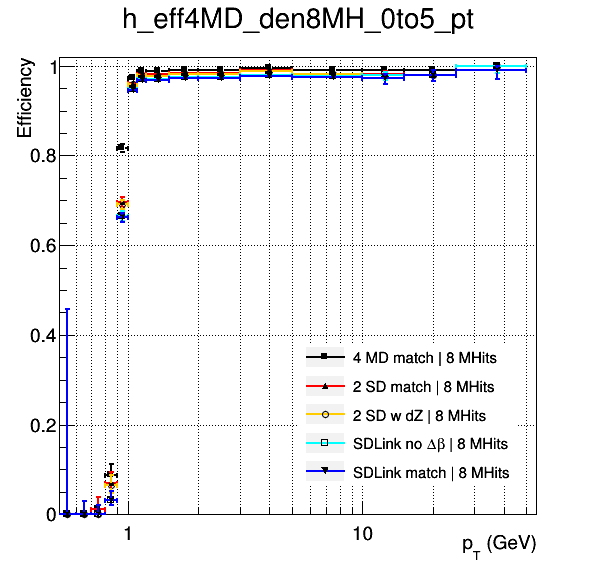 h_eff4MD_den8MH_0to5_pt
Efficiency
1
0.8
0.6
0.4
0.2
0
4 MD match | 8 MHits
2 SD match | 8 MHits
2 SD w dZ | 8 MHits
SDLink no Δβ | 8 MHits
SDLink match | 8 MHits
1
10
p_T (GeV)